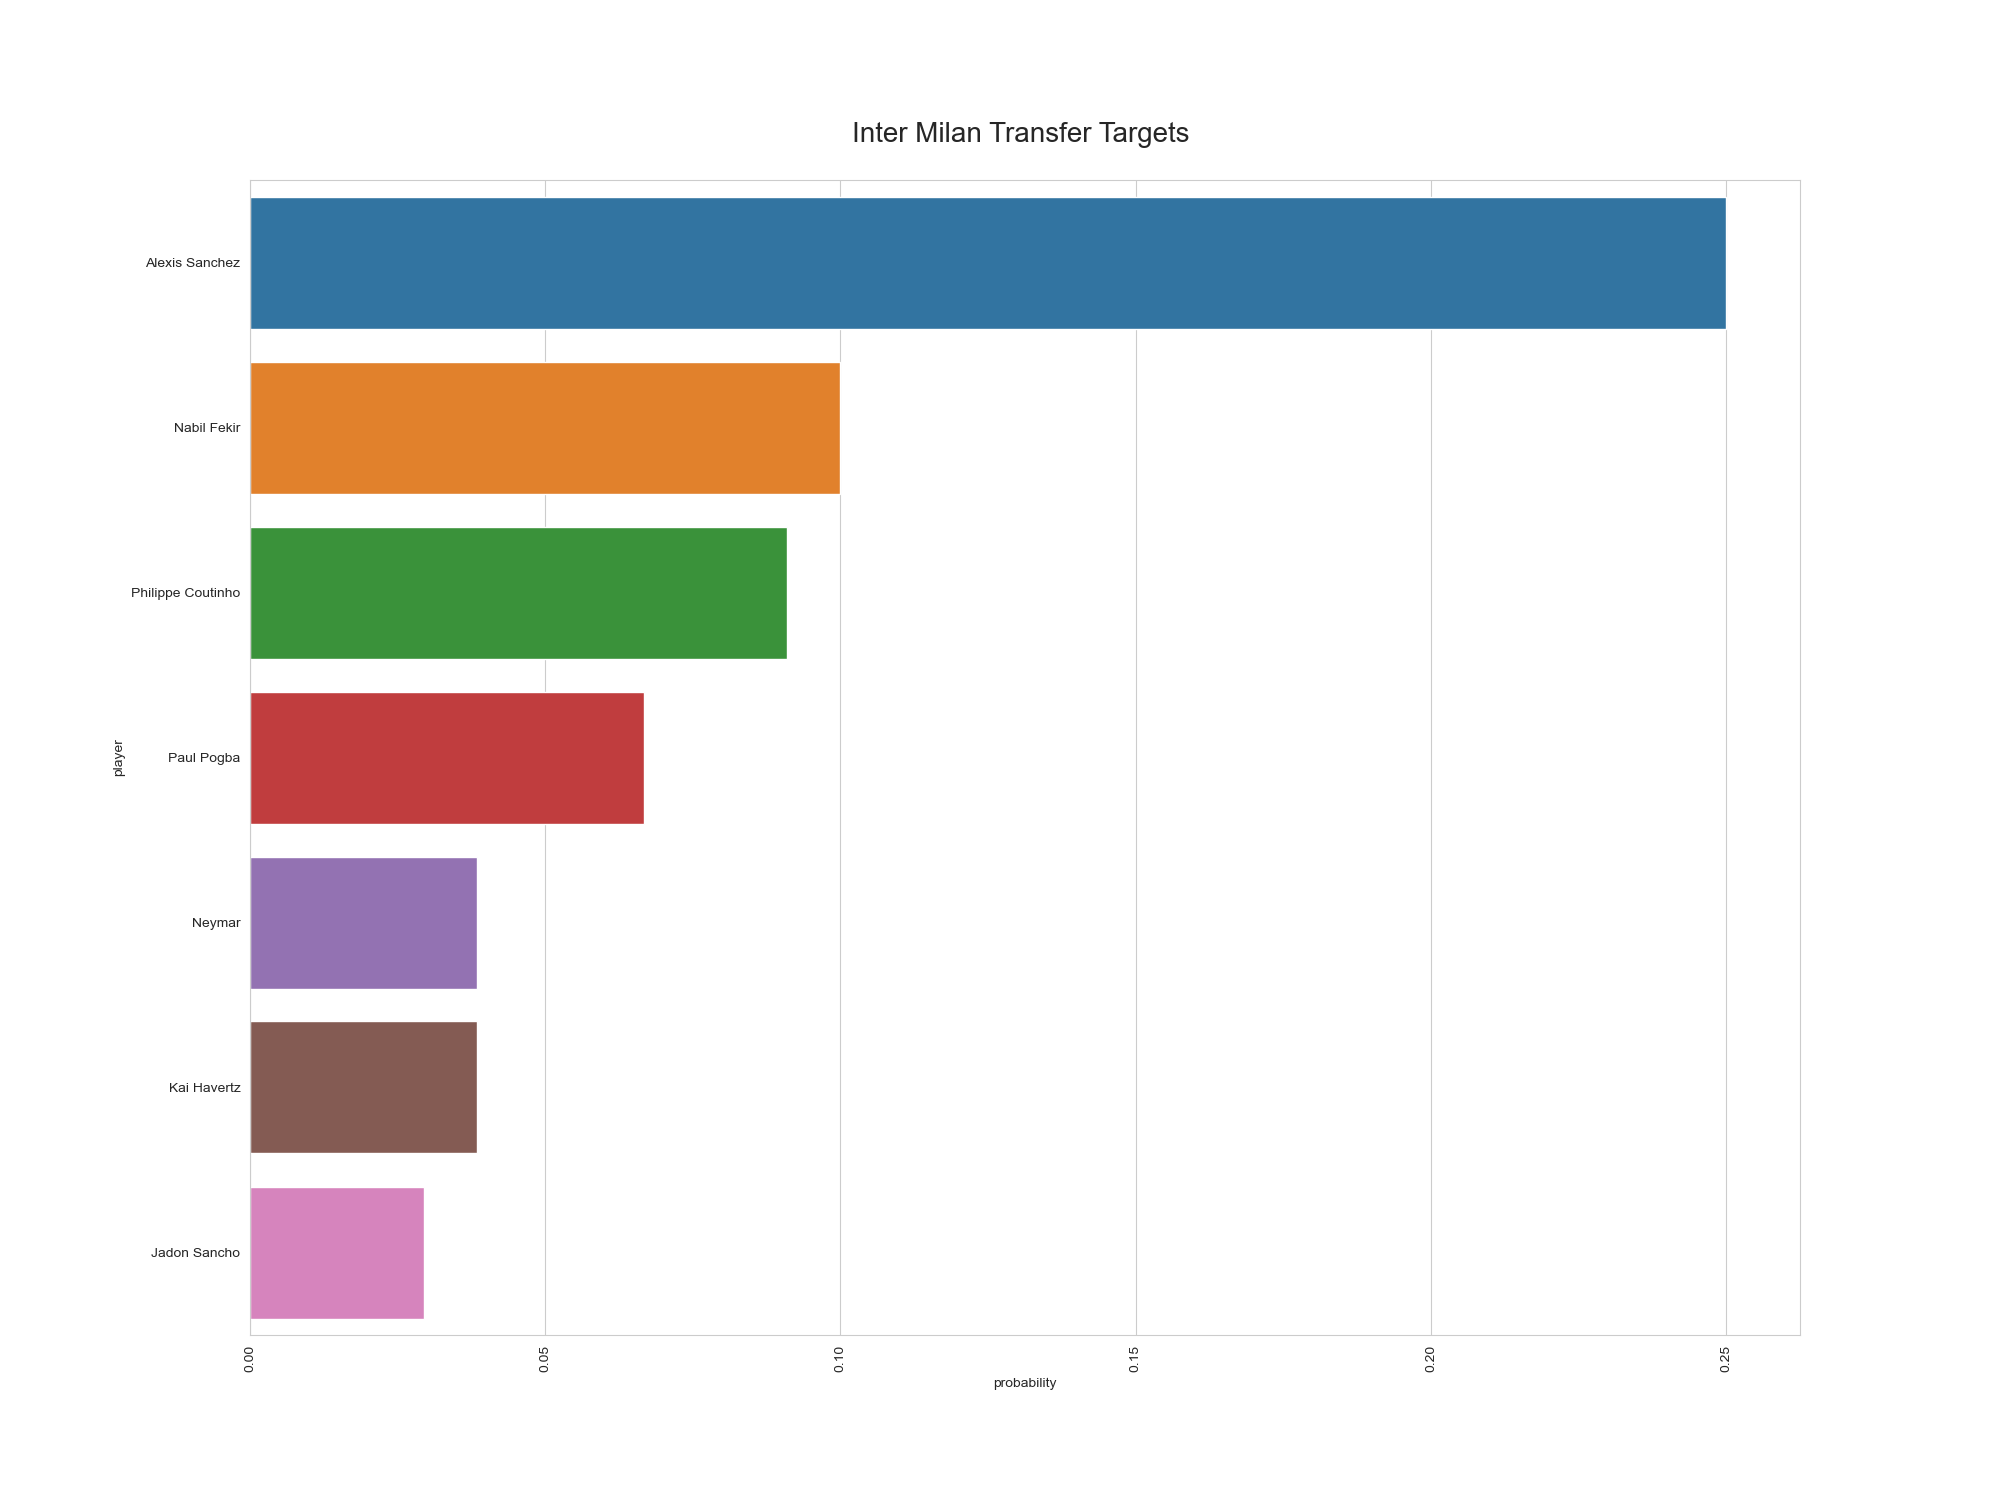 Inter Milan Transfer Targets
Alexis Sanchez
Nabil Fekir
Philippe Coutinho
Paul Pogba
Neymar
Kai Havertz
Jadon Sancho
player
0.00 0.05 0.10 0.15 0.20 0.25
probability